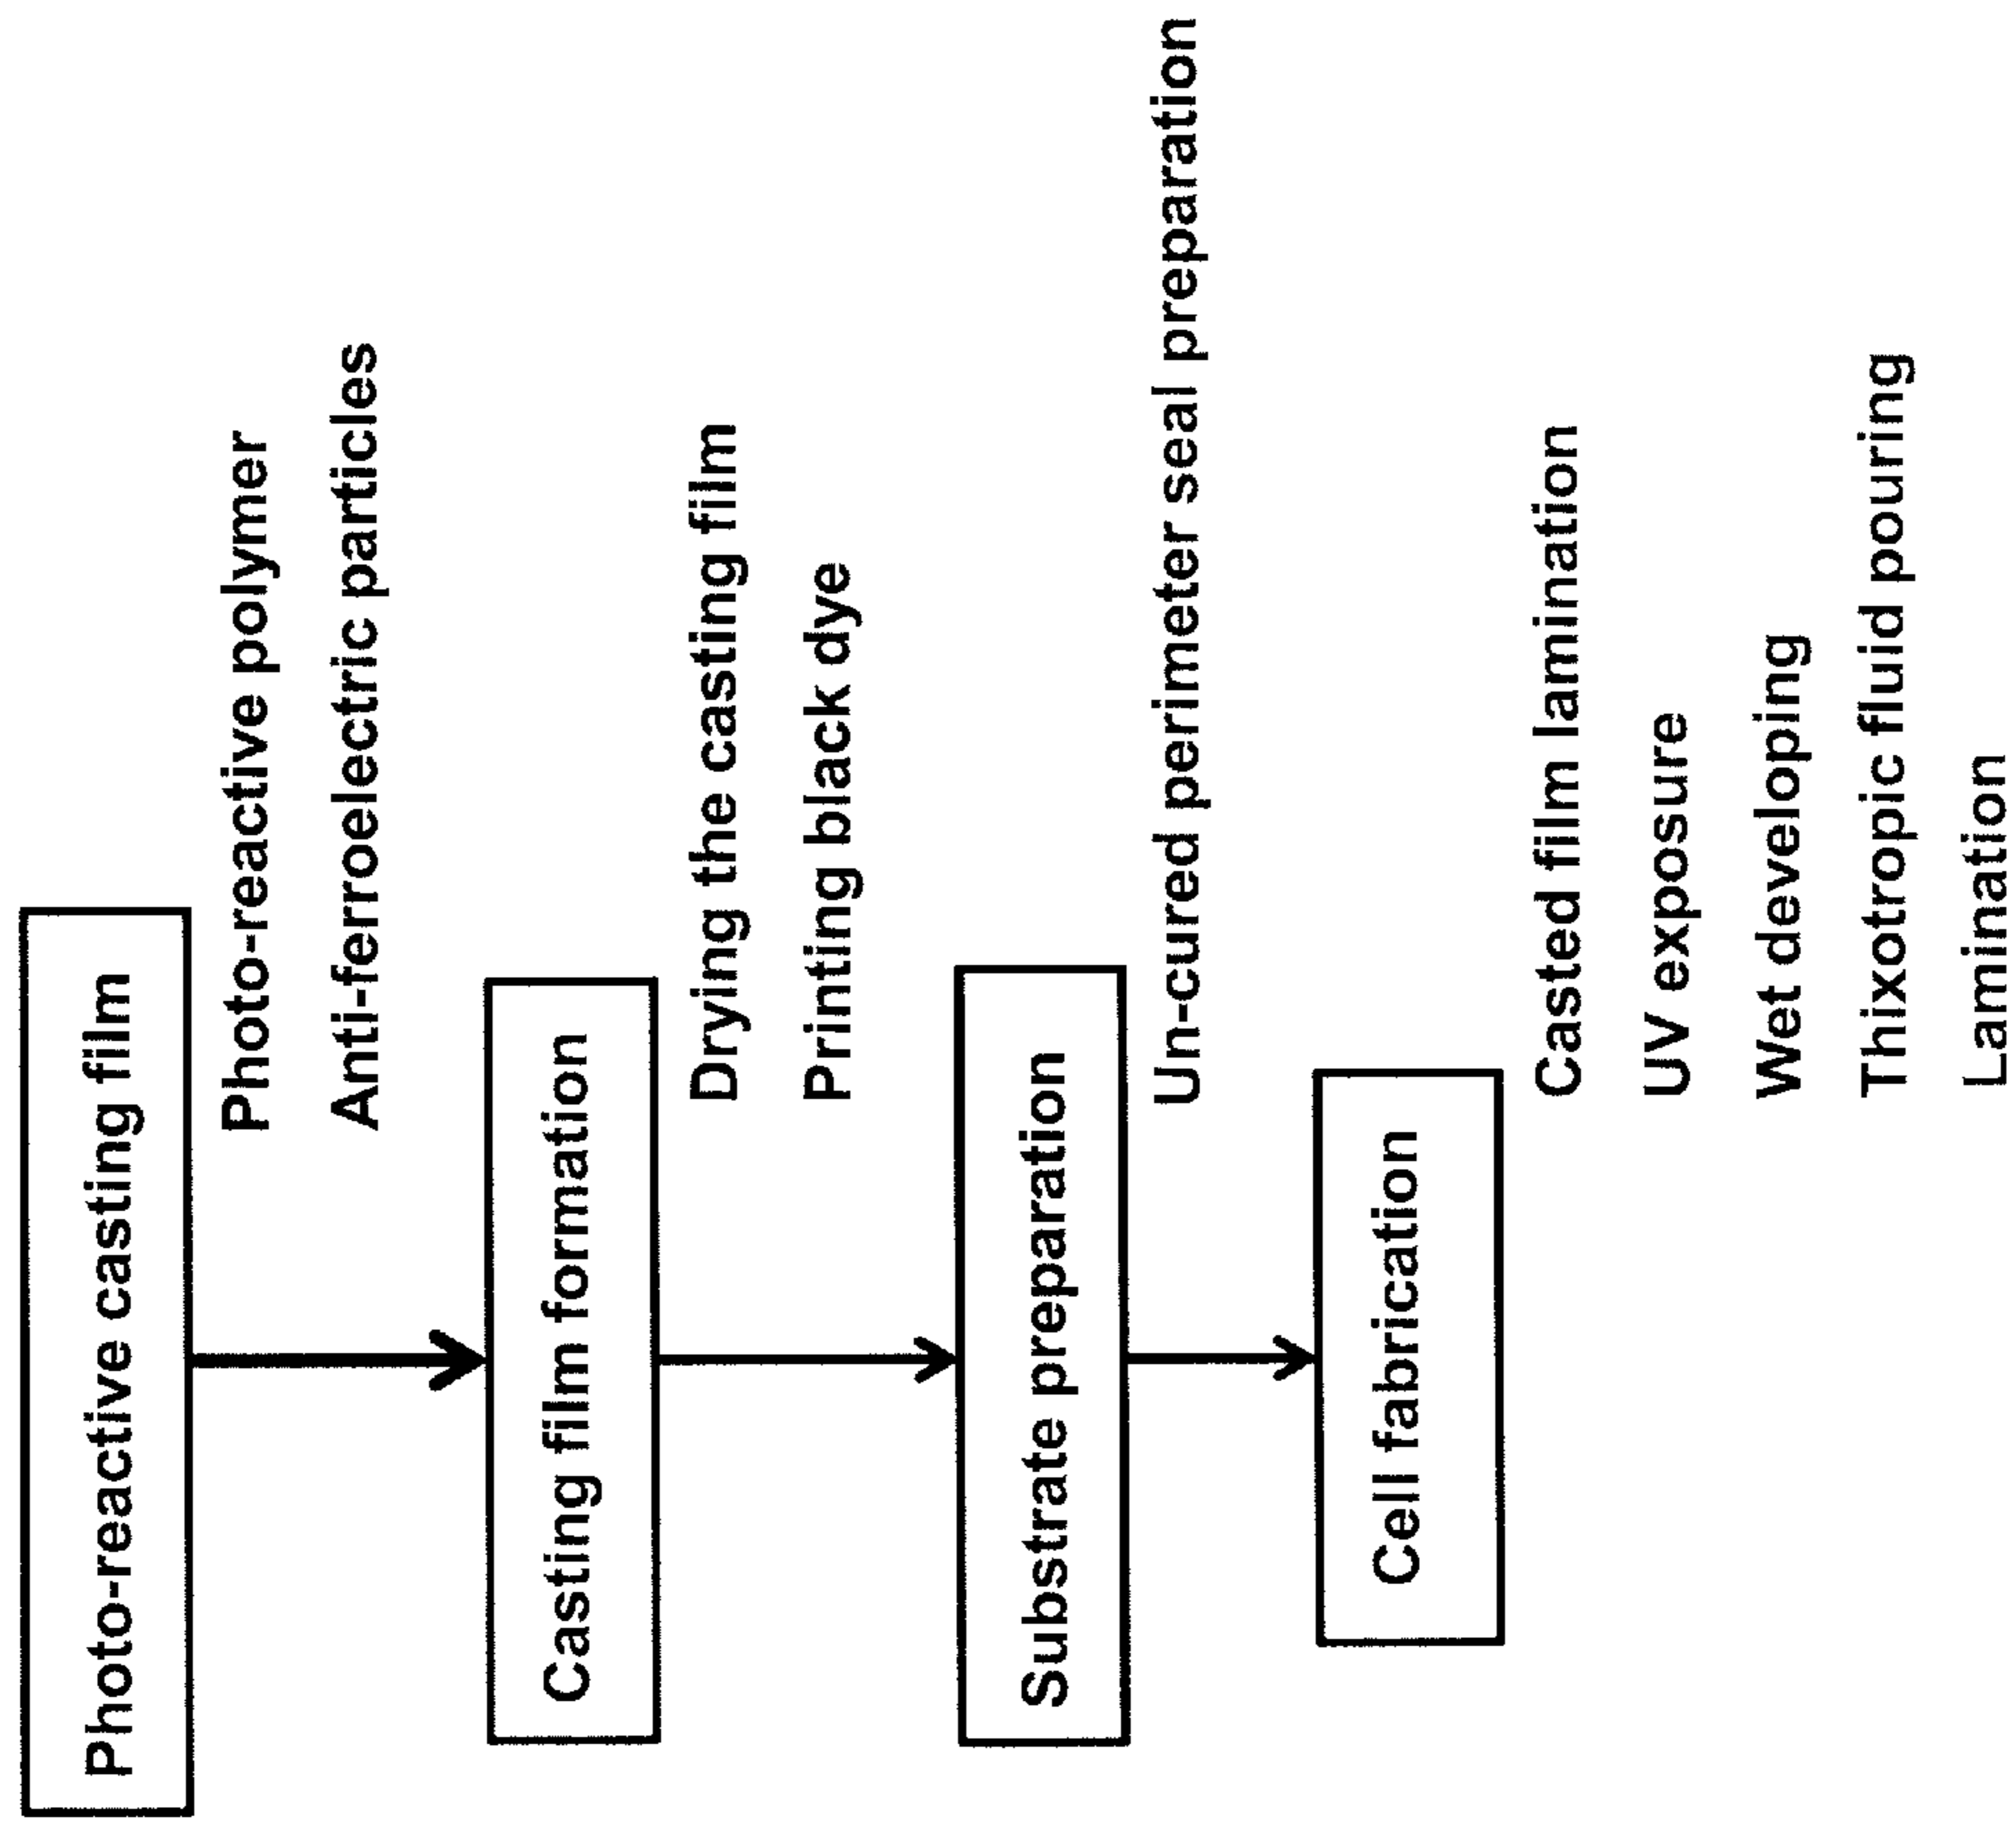 Photo-reactive casting film
Photo-reactive polymer
Anti-ferroelectric particles
Casting film formation
Drying the casting film
Printing black dye
Substrate preparation
Un-cured perimeter seal preparation
Cell fabrication
Casted film lamination
UV exposure
Wet developing
Thixotropic fluid pouring
Lamination